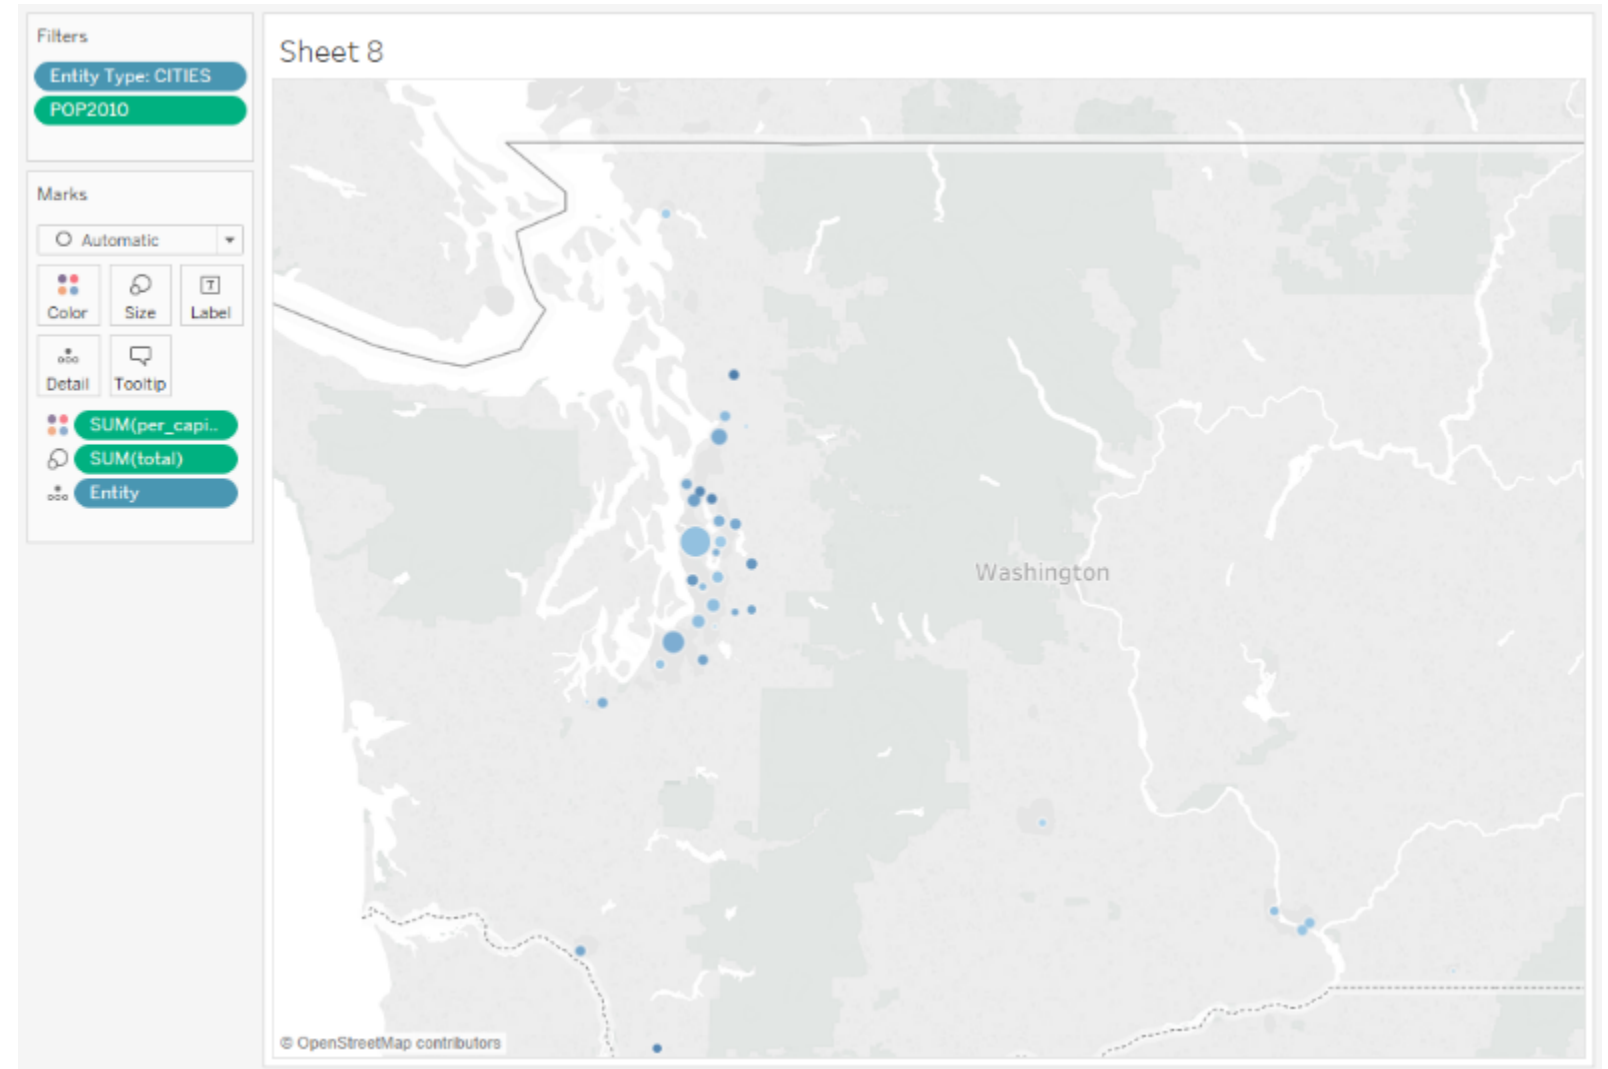 Filters
Entity Type: CITIES
POP2010
Marks
Automatic
Color
Size
Label
Detail
Tooltip
SUM(per_capi..
SUM(total)
Entity
Sheet 8
Washington
© OpenStreetMap contributors